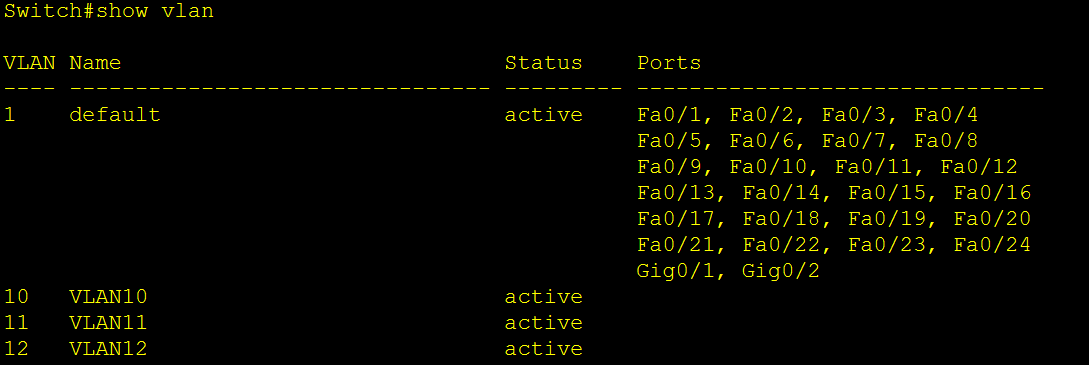 Switch#show vlan
VLAN Name Status Ports
---- -------------------------------- --------- -------------------------------
1 default active Fa0/1, Fa0/2, Fa0/3, Fa0/4
Fa0/5, Fa0/6, Fa0/7, Fa0/8
Fa0/9, Fa0/10, Fa0/11, Fa0/12
Fa0/13, Fa0/14, Fa0/15, Fa0/16
Fa0/17, Fa0/18, Fa0/19, Fa0/20
Fa0/21, Fa0/22, Fa0/23, Fa0/24
Gig0/1, Gig0/2
10 VLAN10 active
11 VLAN11 active
12 VLAN12 active